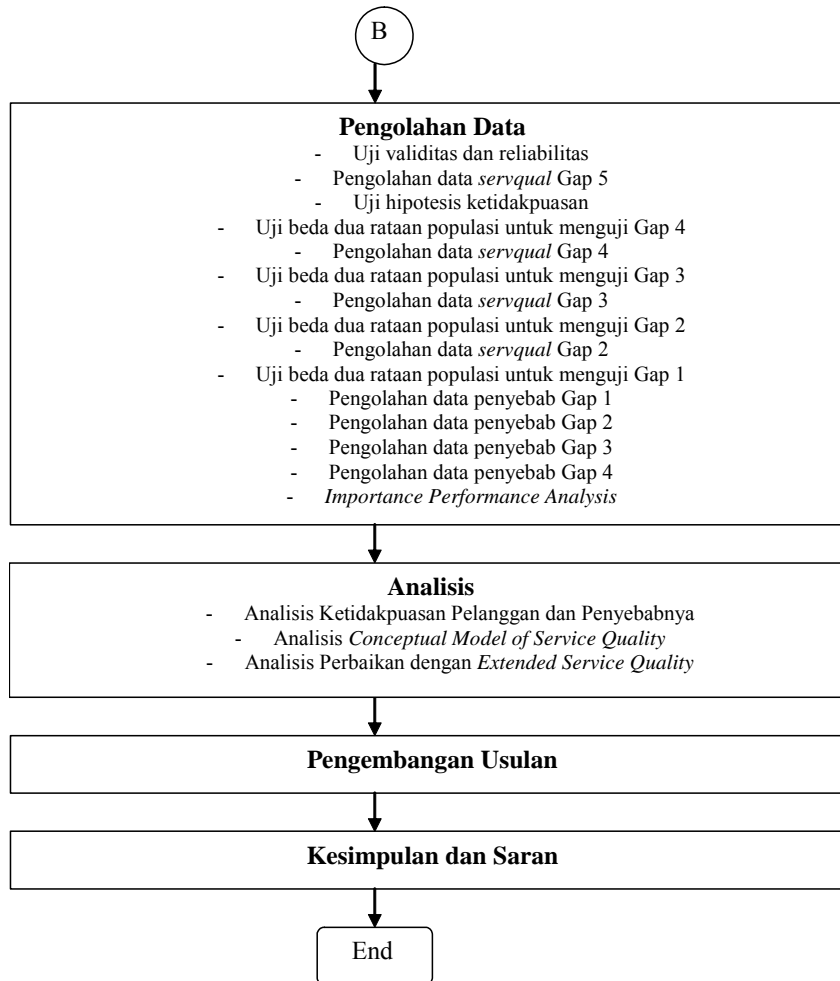 B
Pengolahan Data
- Uji validitas dan reliabilitas
- Pengolahan data servqual Gap 5
- Uji hipotesis ketidakpuasan
- Uji beda dua rataan populasi untuk menguji Gap 4
- Pengolahan data servqual Gap 4
- Uji beda dua rataan populasi untuk menguji Gap 3
- Pengolahan data servqual Gap 3
- Uji beda dua rataan populasi untuk menguji Gap 2
- Pengolahan data servqual Gap 2
- Uji beda dua rataan populasi untuk menguji Gap 1
- Pengolahan data penyebab Gap 1
- Pengolahan data penyebab Gap 2
- Pengolahan data penyebab Gap 3
- Pengolahan data penyebab Gap 4
- Importance Performance Analysis
Analisis
- Analisis Ketidakpuasan Pelanggan dan Penyebabnya
- Analisis Conceptual Model of Service Quality
- Analisis Perbaikan dengan Extended Service Quality
Pengembangan Usulan
Kesimpulan dan Saran
End